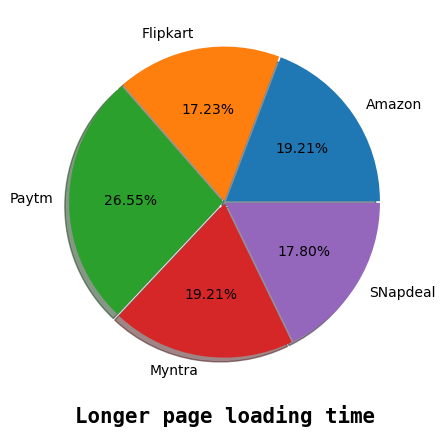 Flipkart
17.23%
Amazon
19.21%
Paytm
26.55%
17.80%
SNapdeal
19.21%
Myntra
Longer page loading time